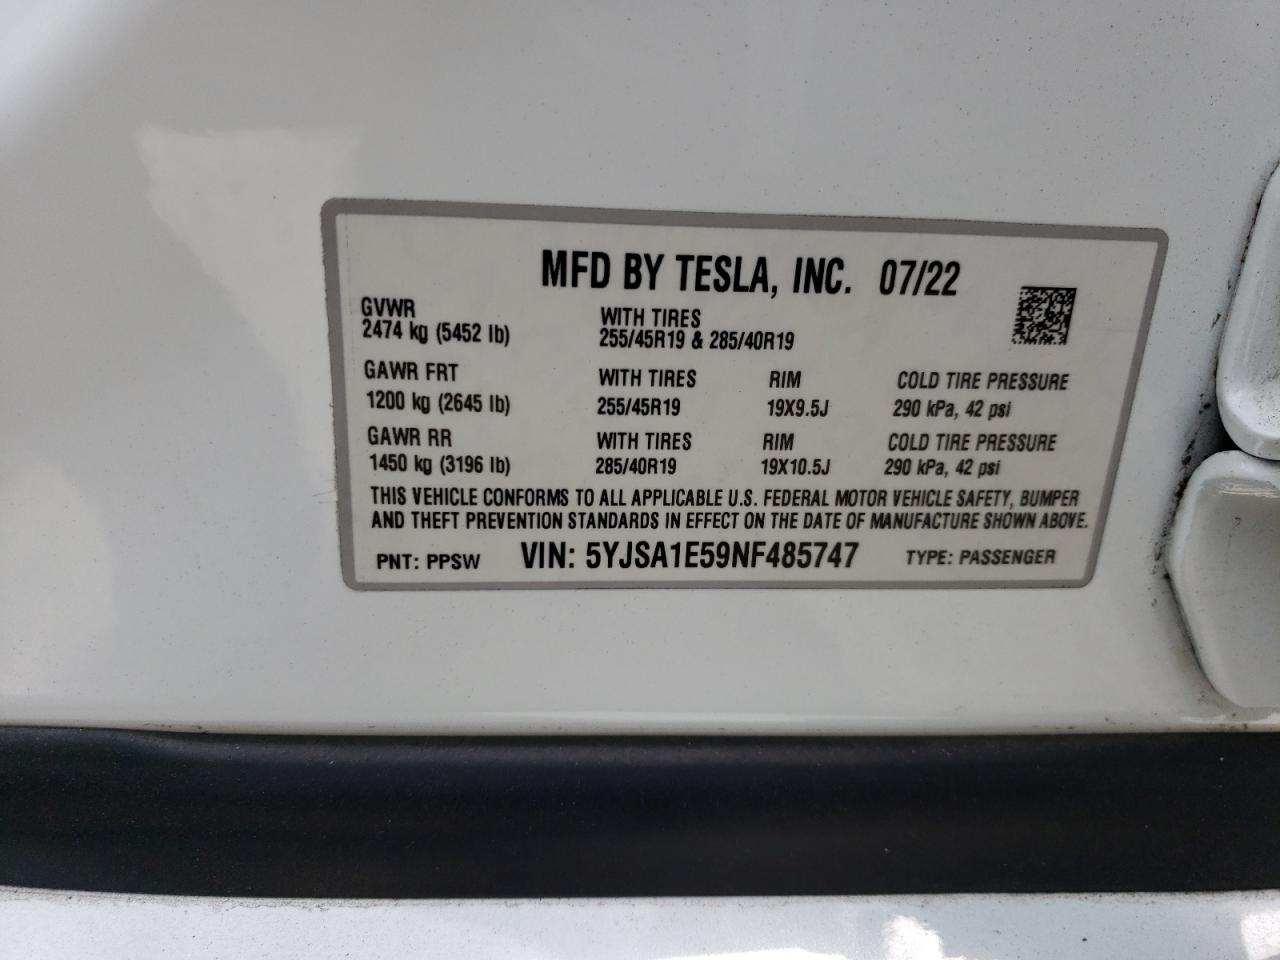 MFD BY TESLA, INC. 07/22
GVWR
2474 kg (5452 lb)
WITH TIRES
255/45R19 & 285/40R19
GAWR FRT WITH TIRES RIM COLD TIRE PRESSURE
1200 kg (2645 lb) 255/45R19 19X9.5J 290 kPa, 42 psi
GAWR RR WITH TIRES RIM COLD TIRE PRESSURE
1450 kg (3196 lb) 285/40R19 19X10.5J 290 kPa, 42 psi
THIS VEHICLE CONFORMS TO ALL APPLICABLE U.S. FEDERAL MOTOR VEHICLE SAFETY, BUMPER
AND THEFT PREVENTION STANDARDS IN EFFECT ON THE DATE OF MANUFACTURE SHOWN ABOVE.
PNT: PPSW VIN: 5YJSA1E59NF485747 TYPE: PASSENGER